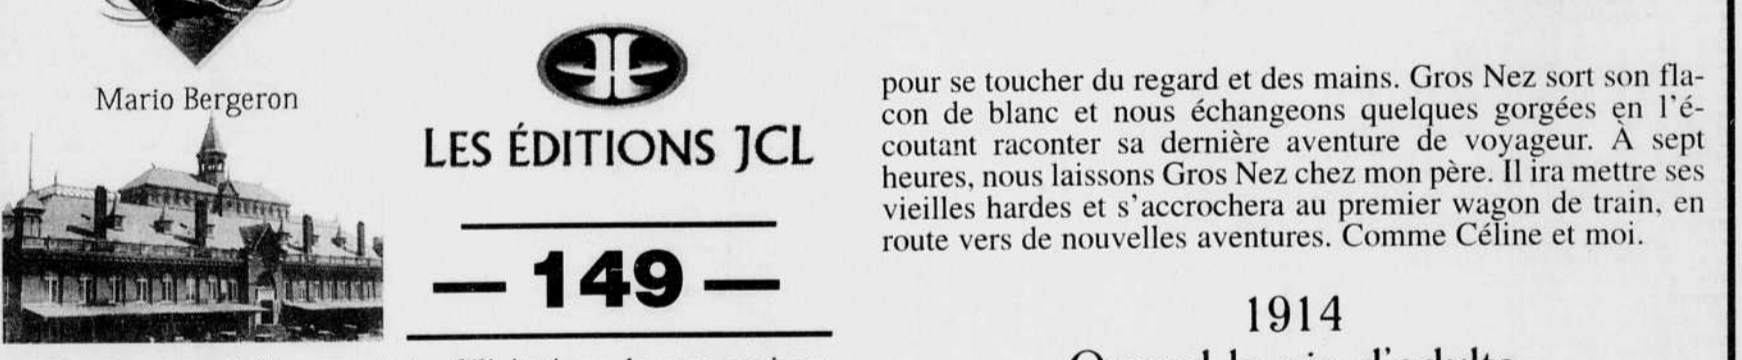 Mario Bergeron
LES ÉDITIONS JCL
— 149 —
pour se toucher du regard et des mains. Gros Nez sort son fla-
con de blanc et nous échangeons quelques gorgées en l'é-
coutant raconter sa dernière aventure de voyageur. À sept
heures, nous laissons Gros Nez chez mon père. Il ira mettre ses
vieilles hardes et s'accrochera au premier wagon de train, en
route vers de nouvelles aventures. Comme Céline et moi.
1914